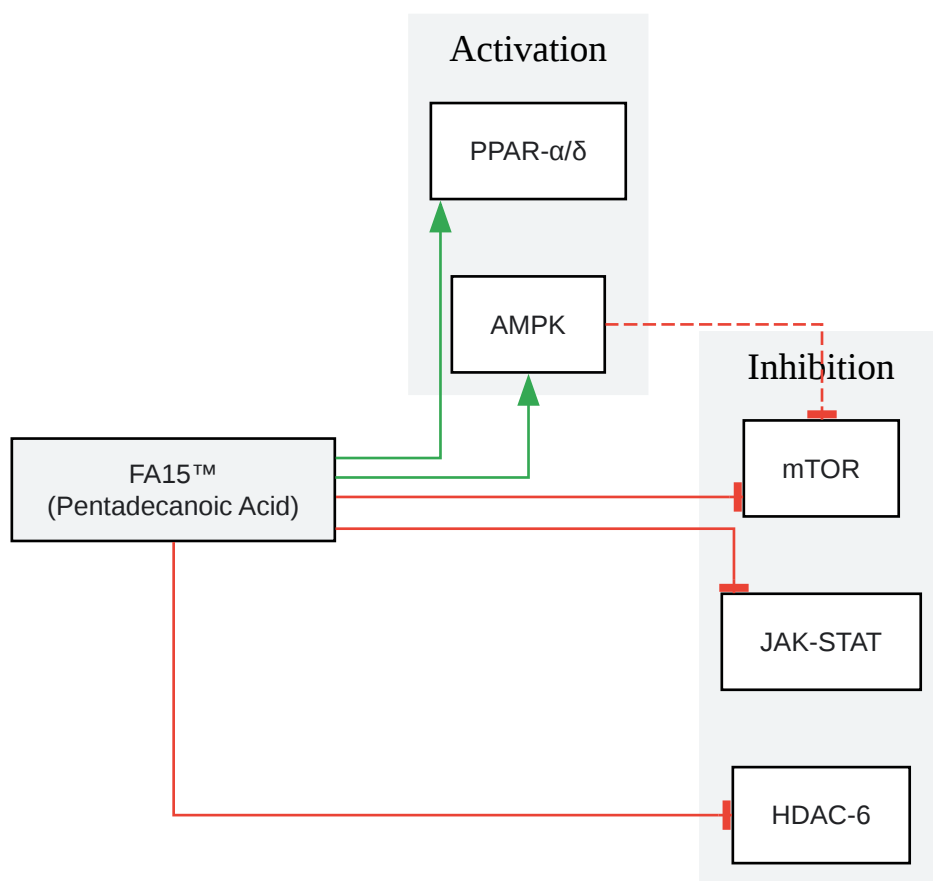 Activation
PPAR-α/δ
AMPK
Inhibition
FA15™
(Pentadecanoic Acid)
mTOR
JAK-STAT
HDAC-6